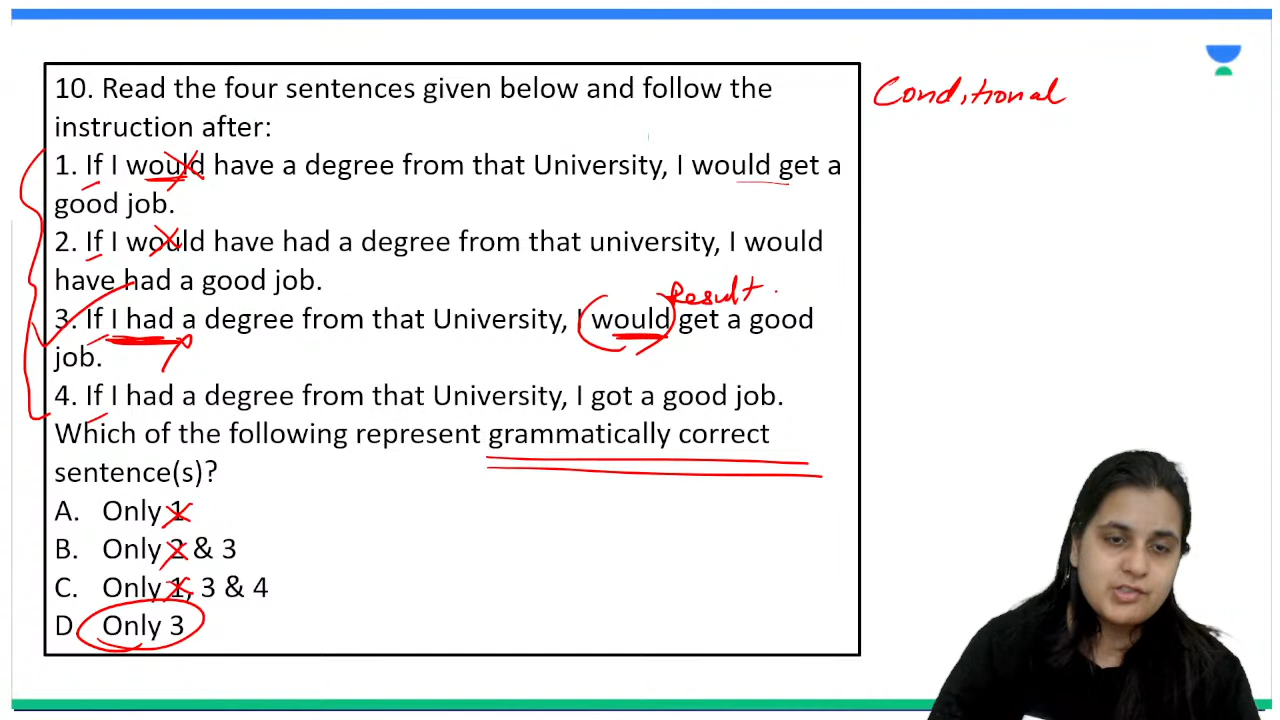 10. Read the four sentences given below and follow the
instruction after:
1. If I would have a degree from that University, I would get a
good job.
2. If I would have had a degree from that university, I would
have had a good job.
3. If I had a degree from that University, I would get a good
job.
4. If I had a degree from that University, I got a good job.
Which of the following represent grammatically correct
sentence(s)?
A. Only 1
B. Only 2 & 3
C. Only 1, 3 & 4
D. Only 3
Conditional
Result.